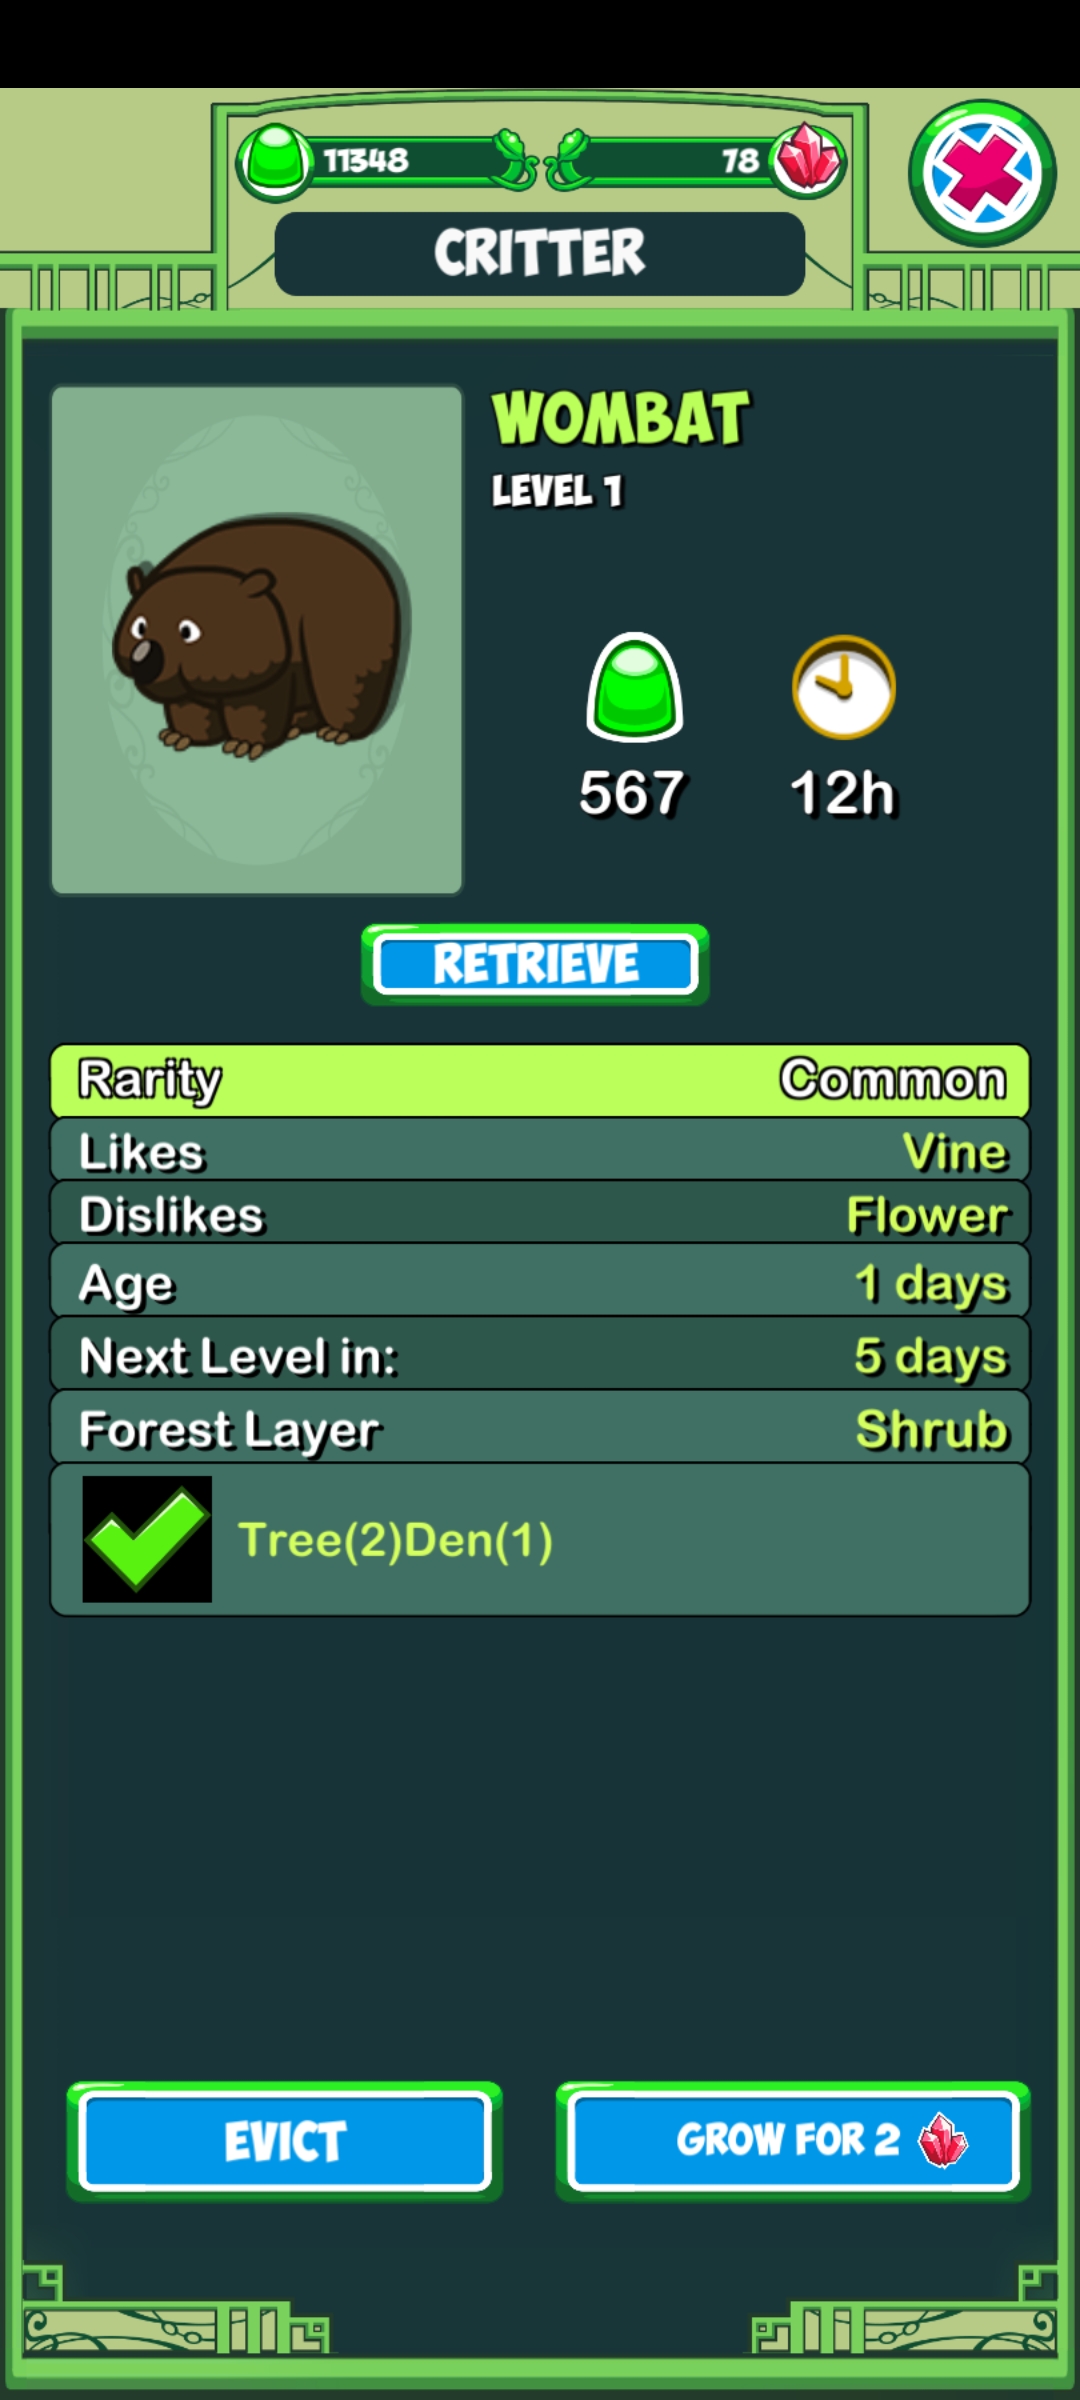 11348
78
CRITTER
WOMBAT
LEVEL 1
567
12h
RETRIEVE
Rarity Common
Likes Vine
Dislikes Flower
Age 1 days
Next Level in: 5 days
Forest Layer Shrub
Tree(2)Den(1)
EVICT
GROW FOR 2